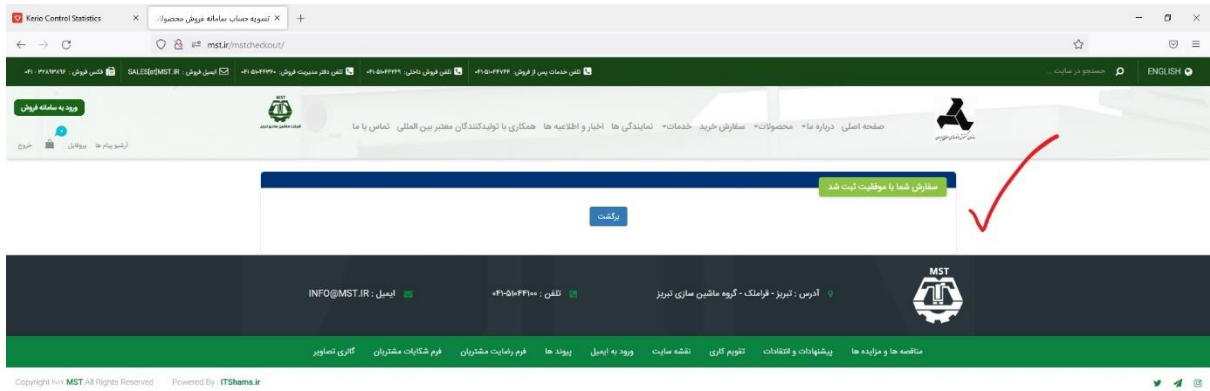 Kerio Control Statistics
تسویه حساب سامانه فروش محصولات
mst.ir/mstcheckout/
ENGLISH
جستجو در سایت ...
تلفن خدمات پس از فروش:
تلفن فروش داخلی:
تلفن دفتر مدیریت فروش:
ایمیل فروش : SALES[at]MST.IR
فکس فروش :
صفحه اصلی درباره ما محصولات سفارش خرید خدمات نمایندگی ها اخبار و اطلاعیه ها همکاری با تولیدکنندگان معتبر بین المللی تماس با ما
MST
ورود به سامانه فروش
آرشیو پیام ها پروفایل خروج
سفارش شما با موفقیت ثبت شد
برگشت
MST
آدرس : تبریز - قراملک - گروه ماشین سازی تبریز
تلفن : ۰۴۱-۵۱۰۴۴۱۰۰
ایمیل : INFO@MST.IR
مناقصه ها و مزایده ها پیشنهادات و انتقادات تقویم کاری نقشه سایت ورود به ایمیل پیوند ها فرم رضایت مشتریان فرم شکایات مشتریان گالری تصاویر
Copyright MST All Rights Reserved Powered By : ITShams.ir